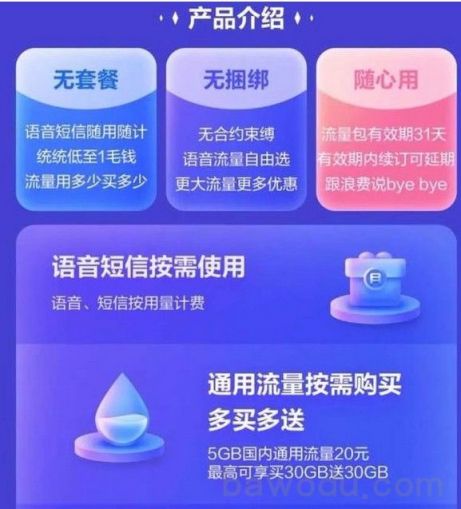 产品介绍
无套餐
语音短信随用随计
统统低至1毛钱
流量用多少买多少
无捆绑
无合约束缚
语音流量自由选
更大流量更多优惠
随心用
流量包有效期31天
有效期内续订可延期
跟浪费说bye bye
语音短信按需使用
语音、短信按用量计费
通用流量按需购买
多买多送
5GB国内通用流量20元
最高可享买30GB送30GB
bawodu.com